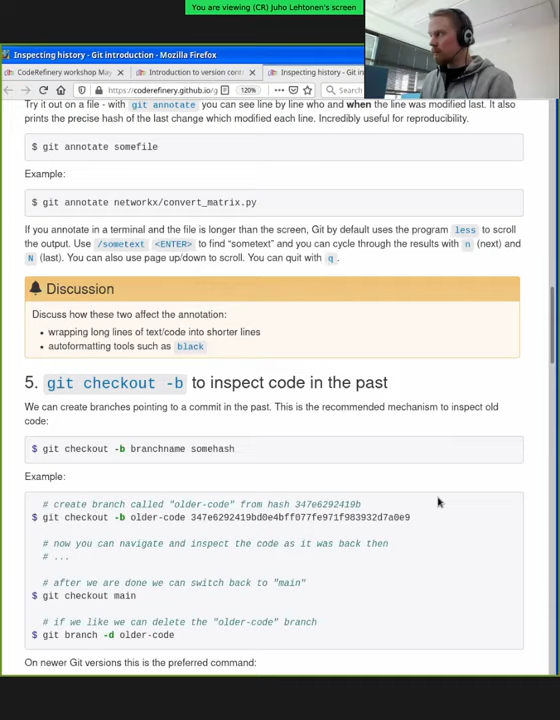 You are viewing (CR) Juho Lehtonen's screen
Inspecting history - Git introduction - Mozilla Firefox
CodeRefinery workshop May
Introduction to version cont
Inspecting history - Git in
https://coderefinery.github.io/g
120%
Search
Try it out on a file - with git annotate you can see line by line who and when the line was modified last. It also
prints the precise hash of the last change which modified each line. Incredibly useful for reproducibility.
$ git annotate somefile
Example:
$ git annotate networkx/convert_matrix.py
If you annotate in a terminal and the file is longer than the screen, Git by default uses the program less to scroll
the output. Use /sometext <ENTER> to find “sometext” and you can cycle through the results with n (next) and
N (last). You can also use page up/down to scroll. You can quit with q .
Discussion
Discuss how these two affect the annotation:
• wrapping long lines of text/code into shorter lines
• autoformatting tools such as black
5. git checkout -b to inspect code in the past
We can create branches pointing to a commit in the past. This is the recommended mechanism to inspect old
code:
$ git checkout -b branchname somehash
Example:
# create branch called "older-code" from hash 347e6292419b
$ git checkout -b older-code 347e6292419bd0e4bff077fe971f983932d7a0e9
# now you can navigate and inspect the code as it was back then
# ...
# after we are done we can switch back to "main"
$ git checkout main
# if we like we can delete the "older-code" branch
$ git branch -d older-code
On newer Git versions this is the preferred command: